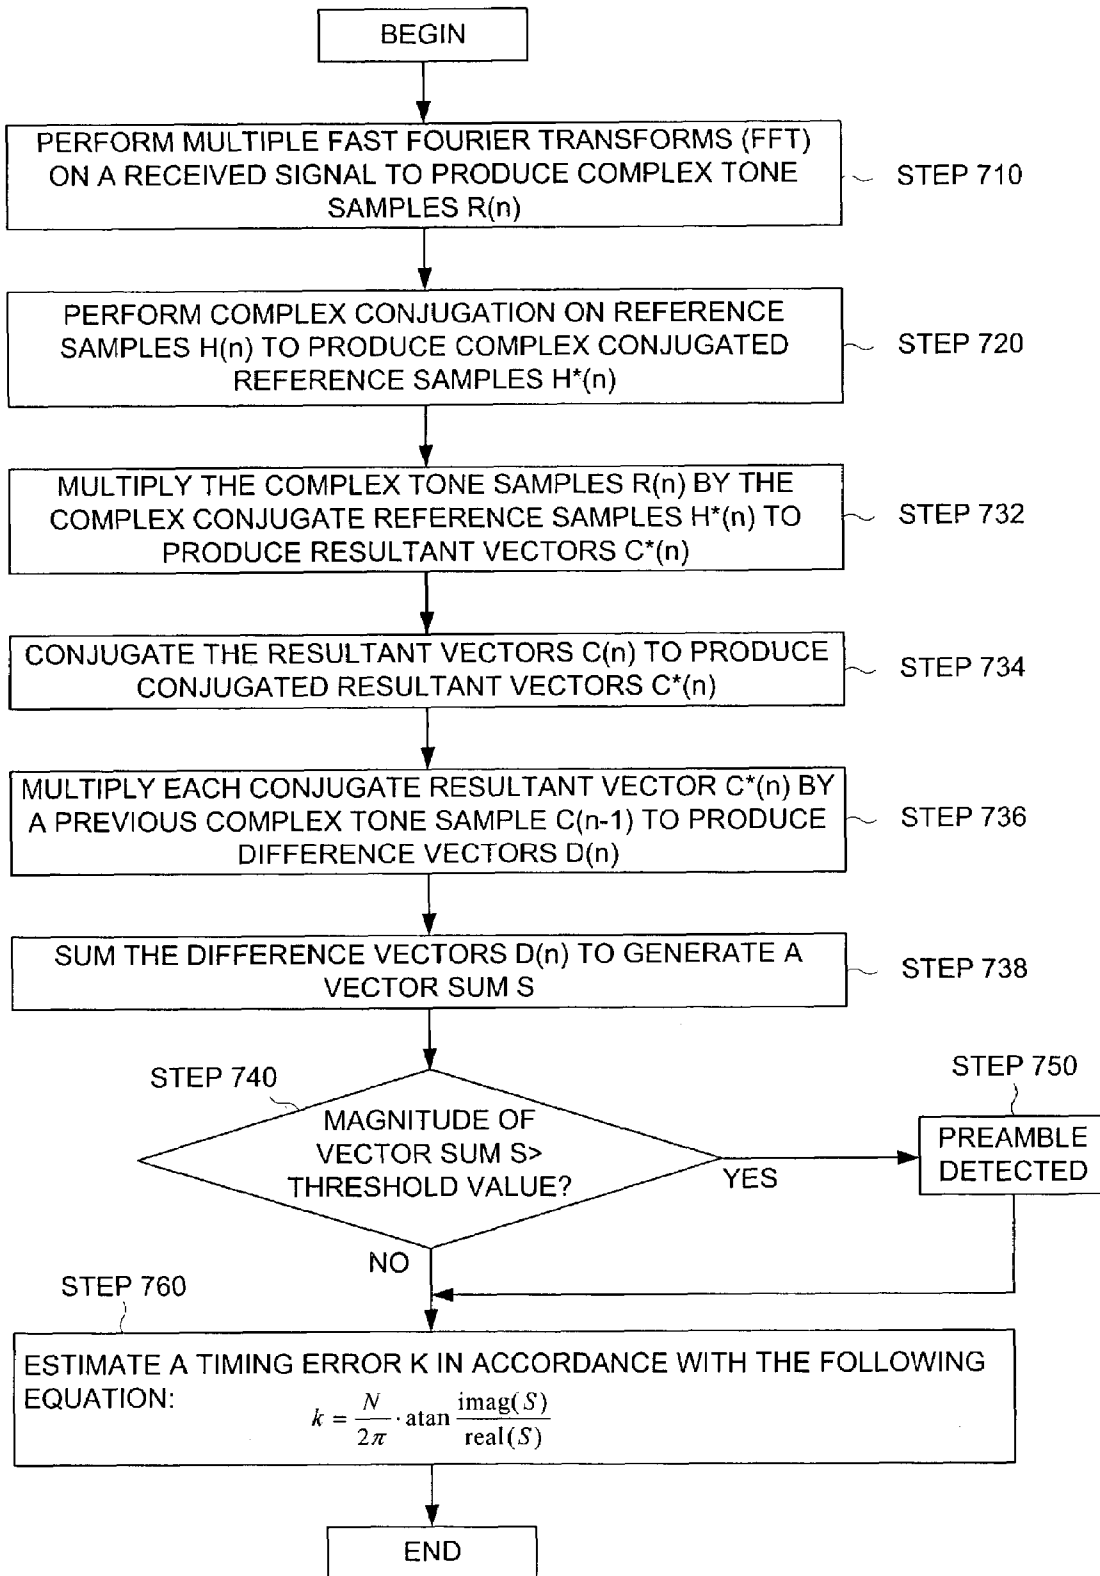 BEGIN
PERFORM MULTIPLE FAST FOURIER TRANSFORMS (FFT)
ON A RECEIVED SIGNAL TO PRODUCE COMPLEX TONE
SAMPLES R(n)
STEP 710
PERFORM COMPLEX CONJUGATION ON REFERENCE
SAMPLES H(n) TO PRODUCE COMPLEX CONJUGATED
REFERENCE SAMPLES H*(n)
STEP 720
MULTIPLY THE COMPLEX TONE SAMPLES R(n) BY THE
COMPLEX CONJUGATE REFERENCE SAMPLES H*(n) TO
PRODUCE RESULTANT VECTORS C*(n)
STEP 732
CONJUGATE THE RESULTANT VECTORS C(n) TO PRODUCE
CONJUGATED RESULTANT VECTORS C*(n)
STEP 734
MULTIPLY EACH CONJUGATE RESULTANT VECTOR C*(n) BY
A PREVIOUS COMPLEX TONE SAMPLE C(n-1) TO PRODUCE
DIFFERENCE VECTORS D(n)
STEP 736
SUM THE DIFFERENCE VECTORS D(n) TO GENERATE A
VECTOR SUM S
STEP 738
STEP 740
MAGNITUDE OF
VECTOR SUM S>
THRESHOLD VALUE?
YES
NO
STEP 750
PREAMBLE
DETECTED
STEP 760
ESTIMATE A TIMING ERROR K IN ACCORDANCE WITH THE FOLLOWING
EQUATION:
k = N/2π · atan imag(S)/real(S)
END